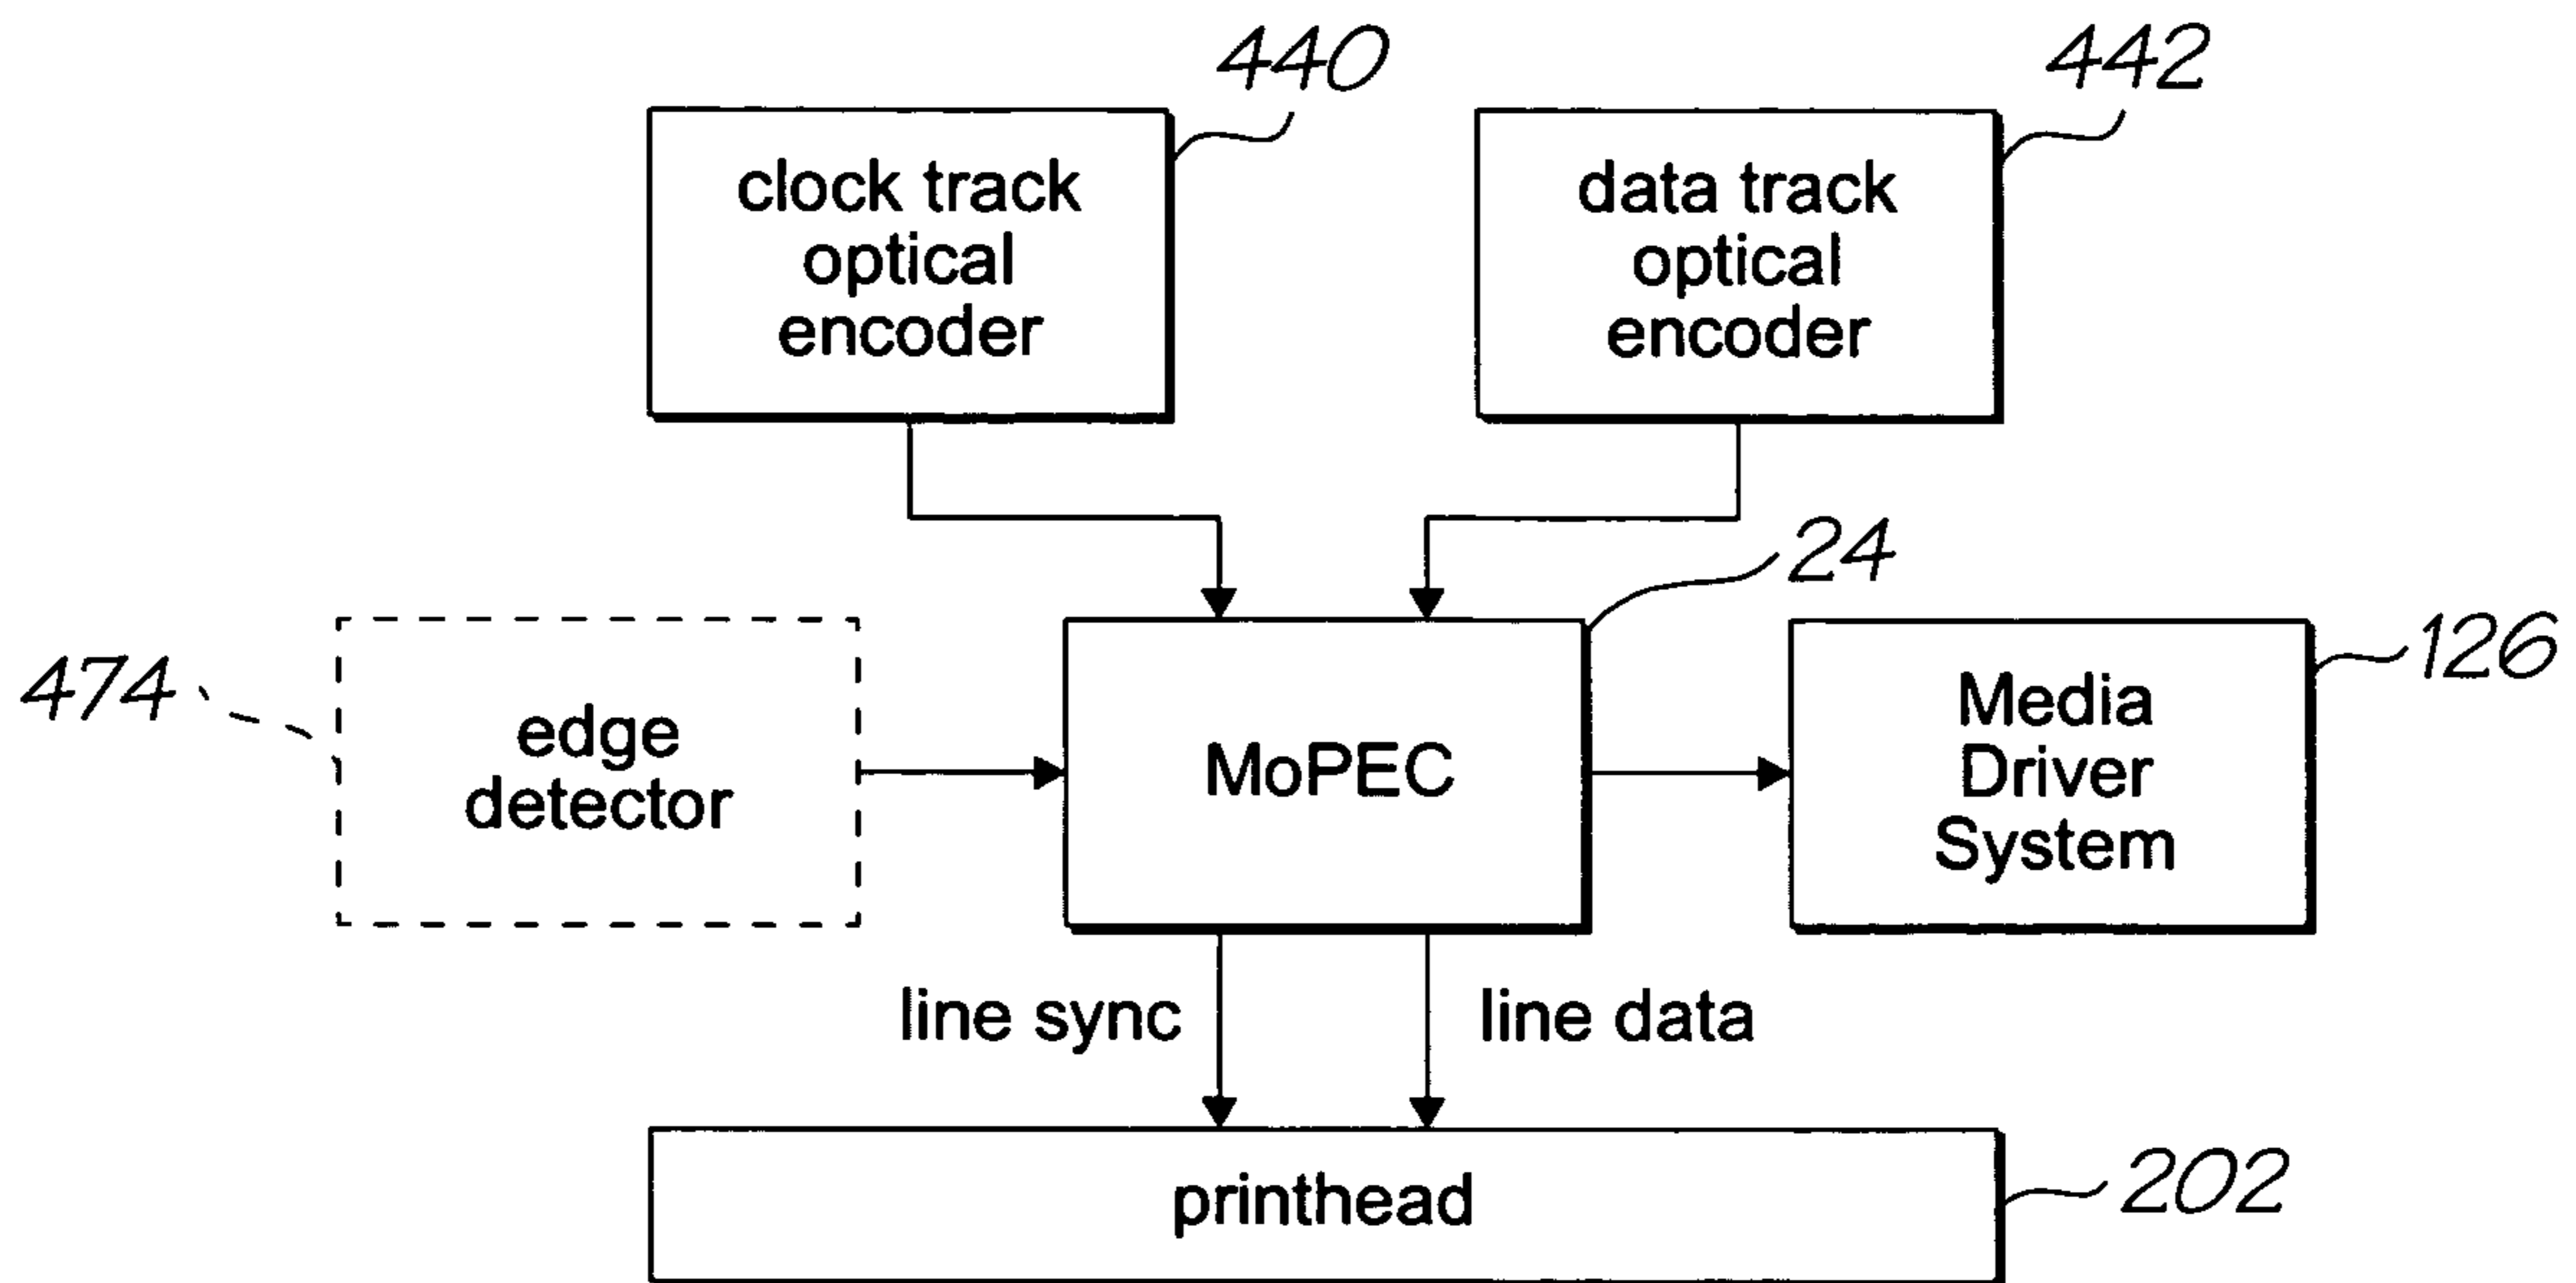 440
442
clock track
optical
encoder
data track
optical
encoder
24
126
474
edge
detector
MoPEC
Media
Driver
System
line sync
line data
printhead
202